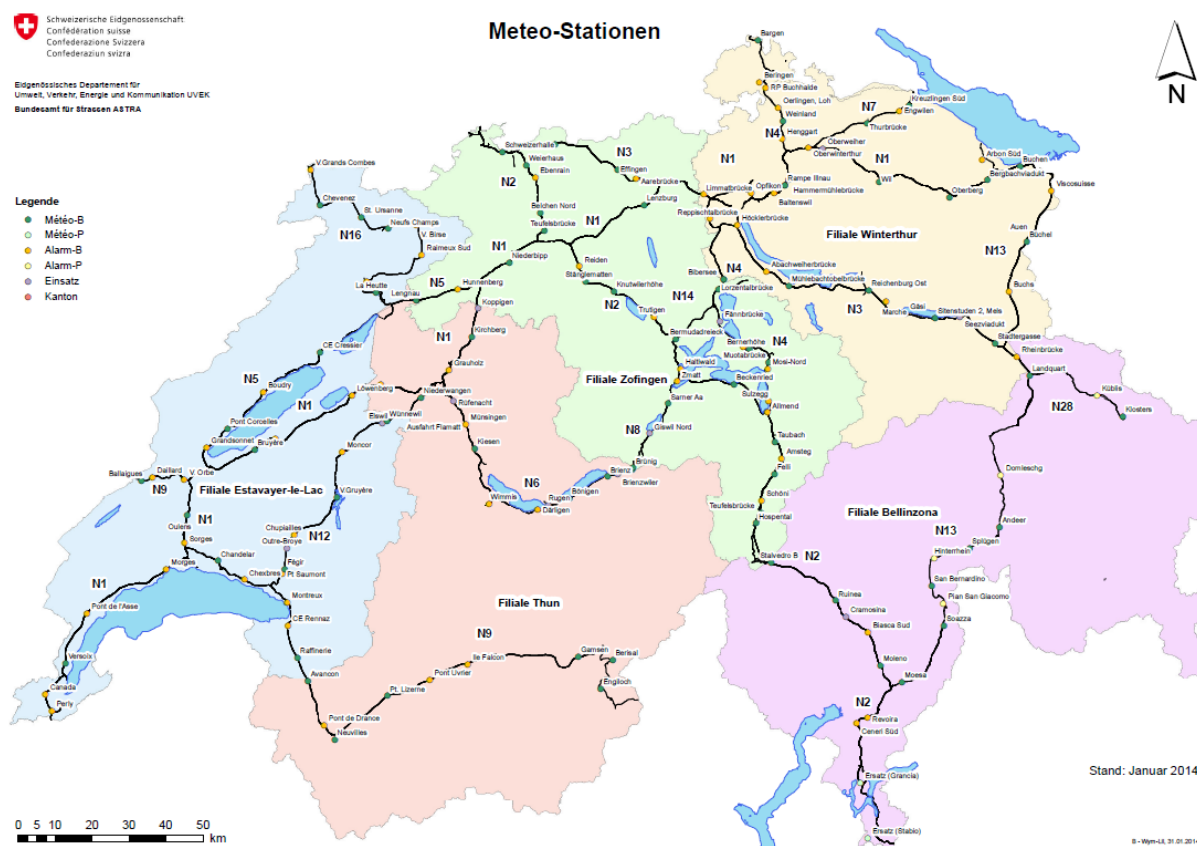 Schweizerische Eidgenossenschaft
Confédération suisse
Confederazione Svizzera
Confederaziun svizra
Eidgenössisches Departement für
Umwelt, Verkehr, Energie und Kommunikation UVEK
Bundesamt für Strassen ASTRA
Meteo-Stationen
N
Legende
Météo-B
Météo-P
Alarm-B
Alarm-P
Einsatz
Kanton
Bargen
Beringen
RP Buchhalde
Oerlingen, Loh
Weinland
Henggart
N4
N7
Kreuzlingen Süd
Engwilen
Thurbrücke
Oberweiher
Oberwinterthur
N1
Wil
Arbon Süd
Buchen
Bergbachviadukt
Oberberg
Viscosuisse
N1
Rampe Illnau
Hammermühlebrücke
Opfikon
Baltenswil
Limmatbrücke
Reppischtalbrücke
Höcklerbrücke
Filiale Winterthur
Auen
Büchel
N13
Buchs
Abachweiherbrücke
Mühlebachtobelbrücke
Reichenburg Ost
N3
Marche
Gäsi
Sitenstuden 2, Mels
Seezviadukt
Stadtergasse
Rheinbrücke
Bibersee
N4
Lorzentalbrücke
Schweizerhalle
Weierhaus
Ebenrain
N3
Effingen
Aarebrücke
N2
Lenzburg
Belchen Nord
Teufelsbrücke
N1
N1
Niederbipp
Reiden
Stänglematten
Knutwilerhöhe
N2
Trutigen
N14
Fännbrücke
Bermudadreieck
Bernerhöhe
N4
Muotabrücke
Mosi-Nord
Haltwald
Zmatt
Beckenried
Filiale Zofingen
Sulzegg
Allmend
Sarner Aa
N8
Giswil Nord
Taubach
Amsteg
Felli
Brünig
Schöni
Teufelsbrücke
Hospental
Stalvedro B
V.Grands Combes
Chevenez
St. Ursanne
Neufs Champs
N16
V. Birse
Raimeux Sud
La Heutte
Lengnau
N5
Hunnenberg
Koppigen
N1
Kirchberg
Grauholz
CE Cressier
N5
Boudry
N1
Löwenberg
Niederwangen
Rüfenacht
Wünnewil
Elswil
Ausfahrt Flamatt
Münsingen
Kiesen
Pont Corcelles
Grandsonnet
Bruyère
Moncor
Ballaigues
Daillard
N9
V. Orbe
Filiale Estavayer-le-Lac
V.Gruyère
N1
Oulens
Sorges
Chupiailles
Outre-Broye
N12
Fégir
Chandelar
Chexbres
Pt Saumont
Morges
N1
Montreux
Pont de l'Asse
CE Rennaz
Versoix
Raffinerie
Canada
Avancon
Perly
Wimmis
N6
Rugen
Därligen
Bönigen
Brienz
Brienzwiler
Filiale Thun
N9
Ile Falcon
Gamsen
Berisal
Pont Uvrier
Pt. Lizerne
Engiloch
Pont de Drance
Neuvilles
Landquart
Küblis
N28
Klosters
Domleschg
Filiale Bellinzona
N13
Andeer
Splügen
Hinterrhein
San Bernardino
Pian San Giacomo
Soazza
N2
Ruinea
Cramosina
Biasca Sud
Moleno
Moesa
N2
Revoira
Ceneri Süd
Ersatz (Grancia)
Ersatz (Stabio)
Stand: Januar 2014
0 5 10 20 30 40 50
km